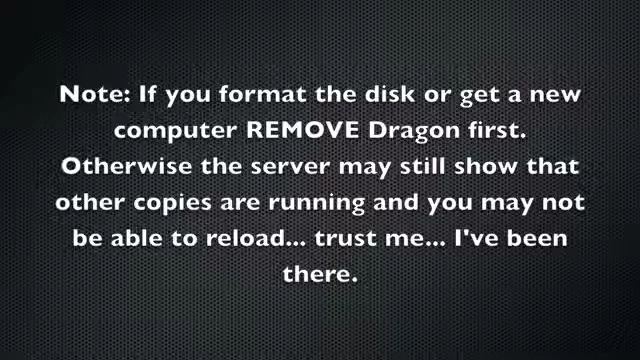 Note: If you format the disk or get a new
computer REMOVE Dragon first.
Otherwise the server may still show that
other copies are running and you may not
be able to reload... trust me... I've been
there.